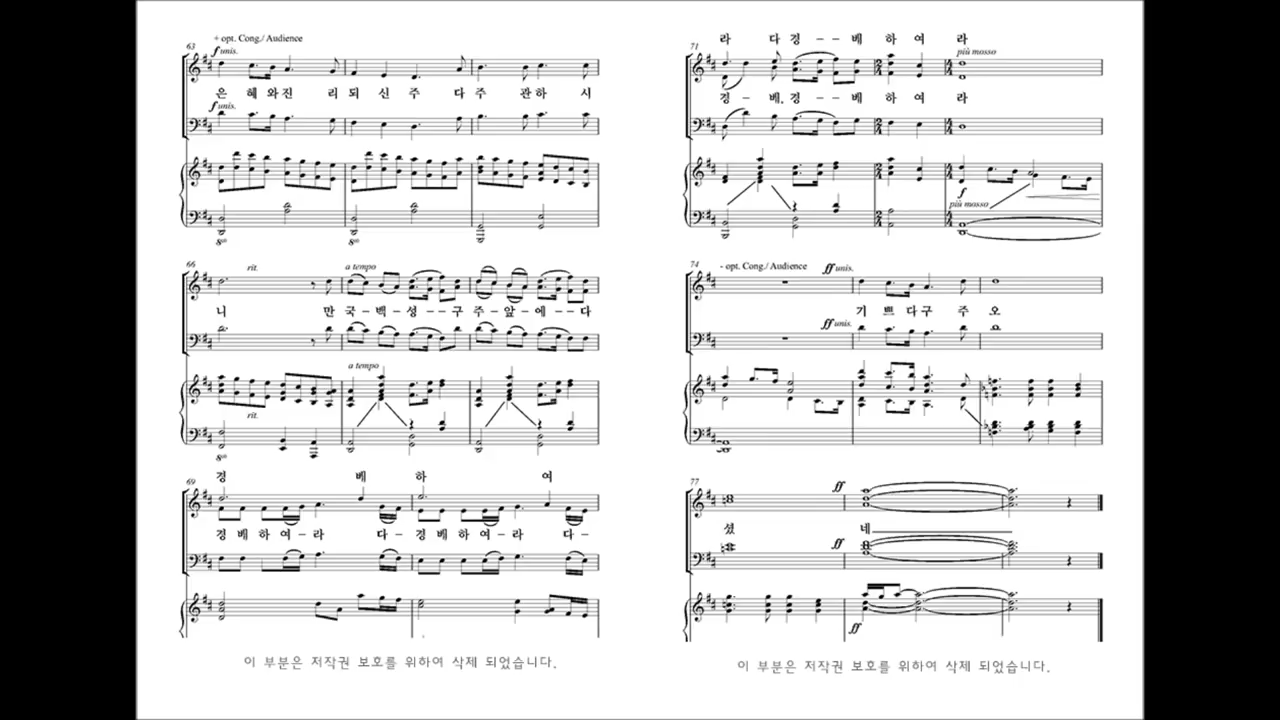 + opt. Cong./ Audience
63
f unis.
은 혜 와 진 리 되 신 주 다 주 관 하 시
f unis.
8va
8va
66
rit.
a tempo
니 만 국 - 백 - 성 - - 구 주 - 앞 - 에 - - 다
a tempo
rit.
8va
경 베 하 여
69
경 베 하 여 - 라 다 - 경 베 하 여 - 라 다 -
이 부분은 저작권 보호를 위하여 삭제 되었습니다.
라 다 경 - - 베 하 여 라
71
più mosso
경 - 베, 경 - - 베 하 여 라
f
più mosso
74
- opt. Cong./ Audience
ff unis.
기 쁘 다 구 주 오
ff unis.
77
ff
셨 네
ff
ff
이 부분은 저작권 보호를 위하여 삭제 되었습니다.